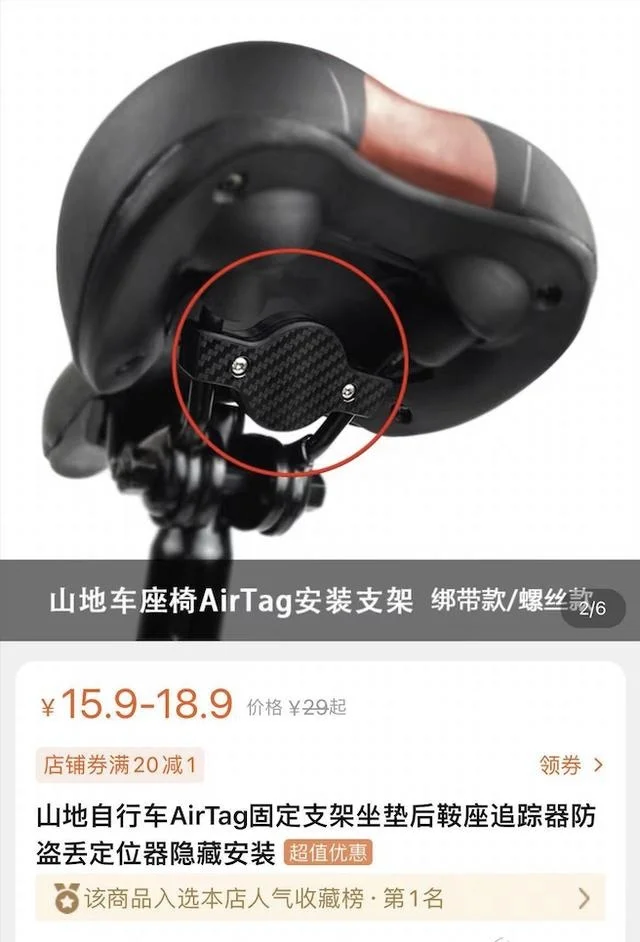 山地车座椅AirTag安装支架 绑带款/螺丝款
2/6
¥15.9-18.9 价格 ¥29起
店铺券满20减1
领券 >
山地自行车AirTag固定支架坐垫后鞍座追踪器防
盗丢定位器隐藏安装 超值优惠
该商品入选本店人气收藏榜·第1名 >